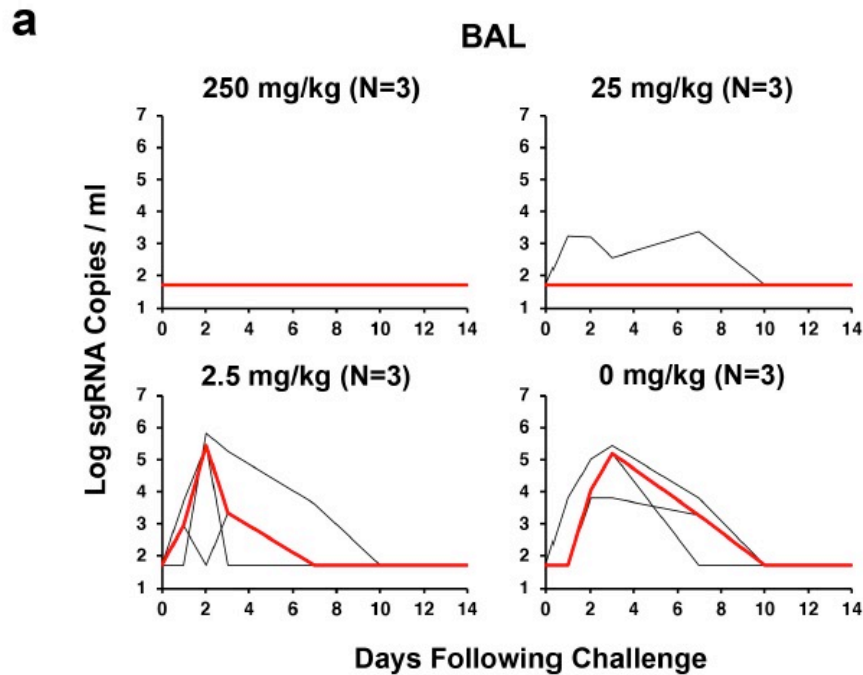 a
BAL
250 mg/kg (N=3)
25 mg/kg (N=3)
7
6
5
4
3
2
1
0 2 4 6 8 10 12 14
7
6
5
4
3
2
1
0 2 4 6 8 10 12 14
2.5 mg/kg (N=3)
0 mg/kg (N=3)
7
6
5
4
3
2
1
0 2 4 6 8 10 12 14
7
6
5
4
3
2
1
0 2 4 6 8 10 12 14
Log sgRNA Copies / ml
Days Following Challenge